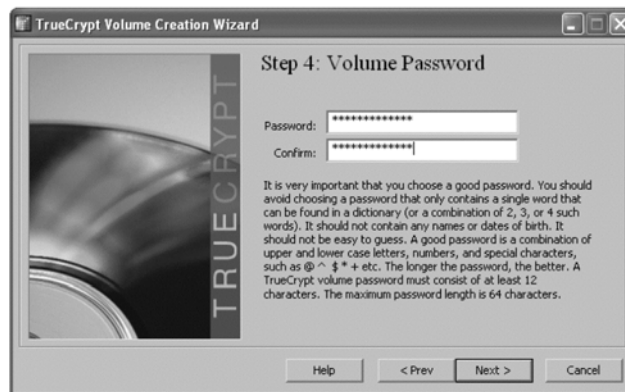 TrueCrypt Volume Creation Wizard
Step 4: Volume Password
Password: *************
Confirm: *************
It is very important that you choose a good password. You should
avoid choosing a password that only contains a single word that
can be found in a dictionary (or a combination of 2, 3, or 4 such
words). It should not contain any names or dates of birth. It
should not be easy to guess. A good password is a combination of
upper and lower case letters, numbers, and special characters,
such as @ ^ $ * + etc. The longer the password, the better. A
TrueCrypt volume password must consist of at least 12
characters. The maximum password length is 64 characters.
TRUECRYPT
Help
< Prev
Next >
Cancel